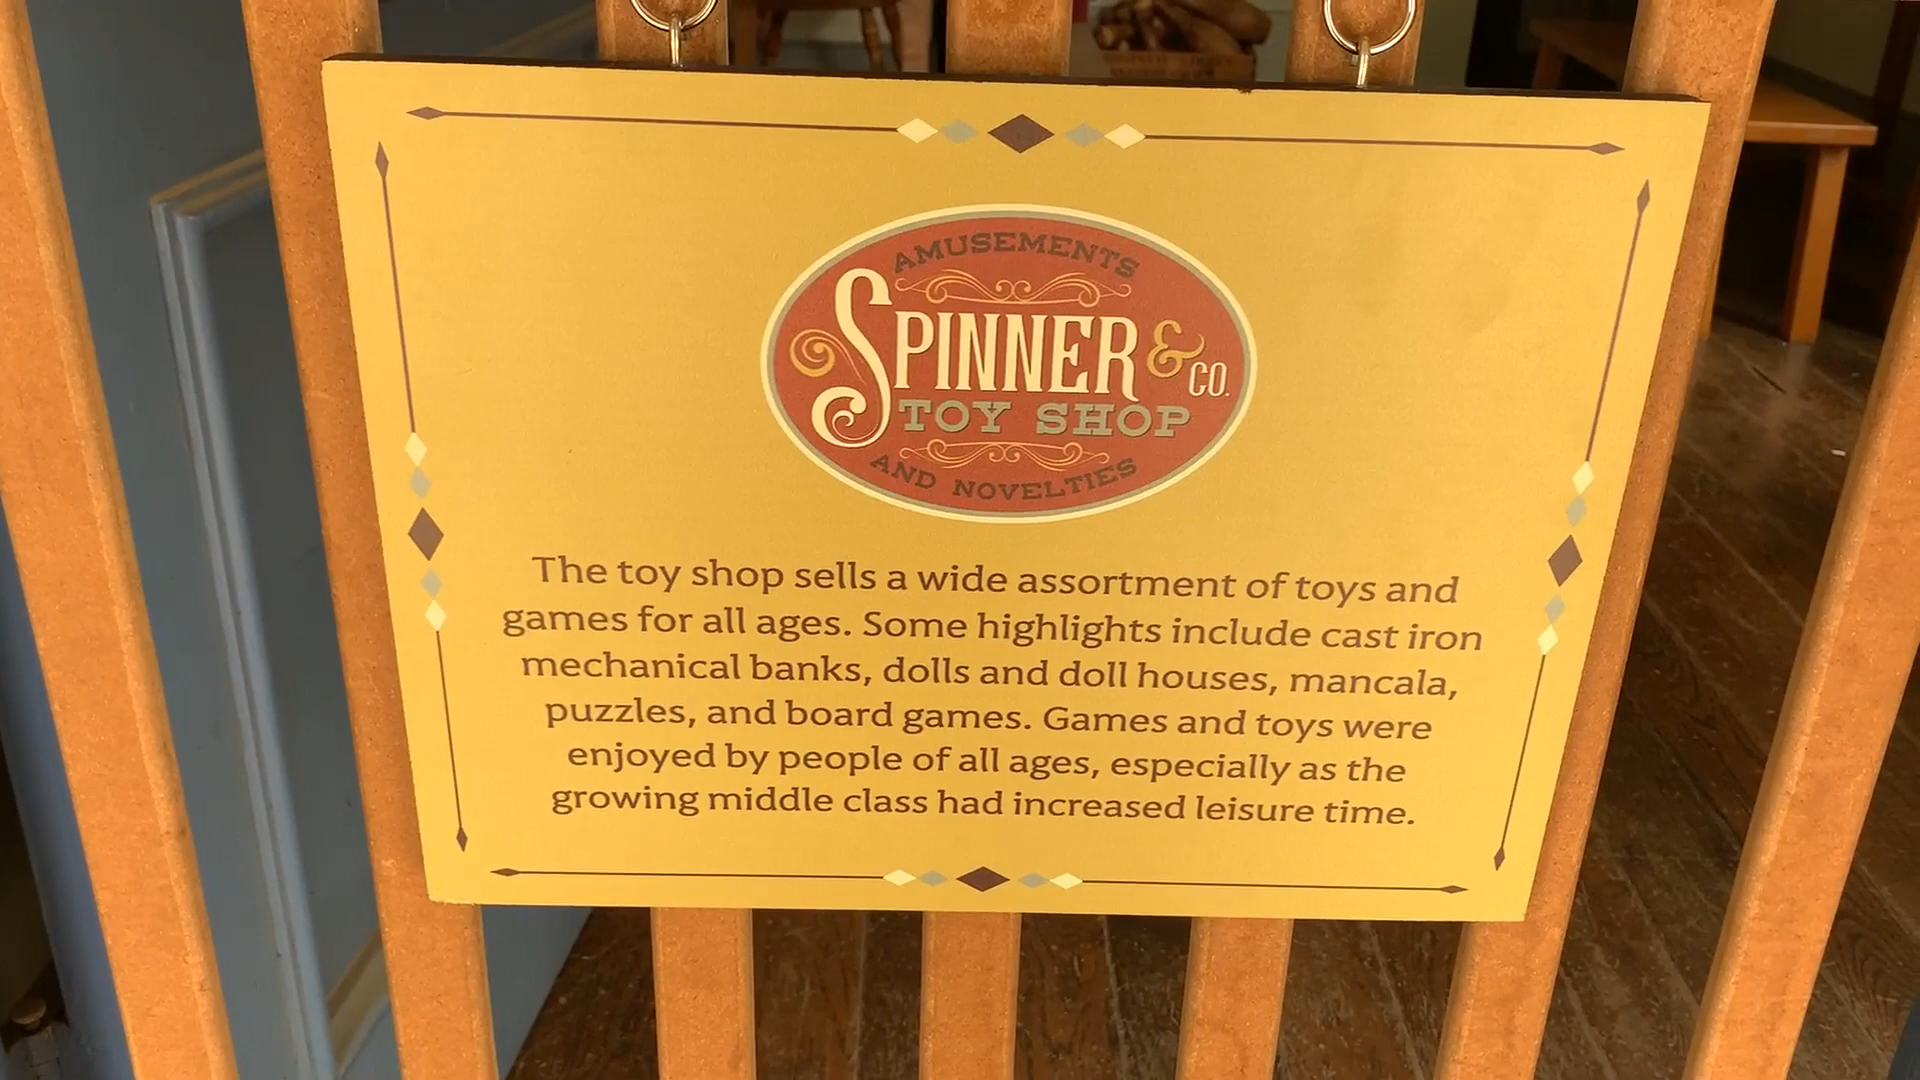 AMUSEMENTS
SPINNER & CO.
TOY SHOP
AND NOVELTIES
The toy shop sells a wide assortment of toys and
games for all ages. Some highlights include cast iron
mechanical banks, dolls and doll houses, mancala,
puzzles, and board games. Games and toys were
enjoyed by people of all ages, especially as the
growing middle class had increased leisure time.